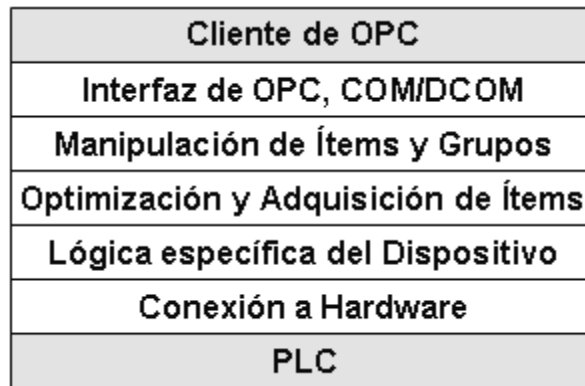 Cliente de OPC
Interfaz de OPC, COM/DCOM
Manipulación de Ítems y Grupos
Optimización y Adquisición de Ítems
Lógica específica del Dispositivo
Conexión a Hardware
PLC